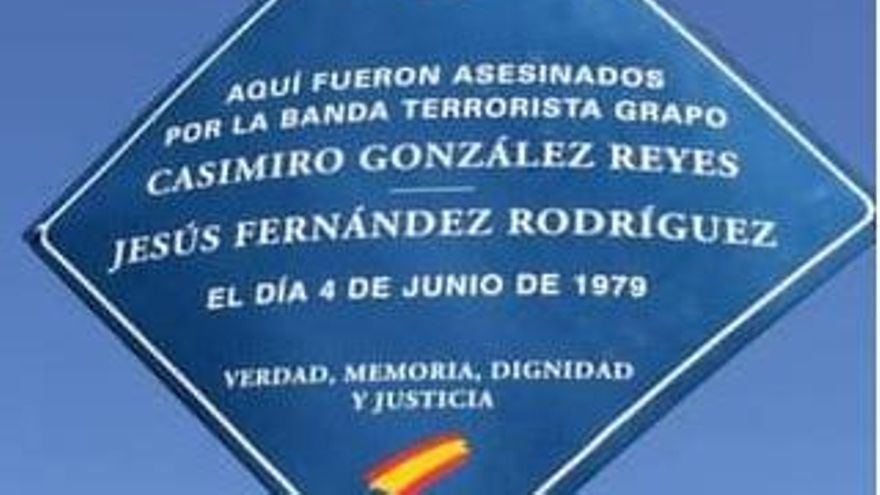 AQUÍ FUERON ASESINADOS
POR LA BANDA TERRORISTA GRAPO
CASIMIRO GONZÁLEZ REYES
JESÚS FERNÁNDEZ RODRÍGUEZ
EL DÍA 4 DE JUNIO DE 1979
VERDAD, MEMORIA, DIGNIDAD
Y JUSTICIA